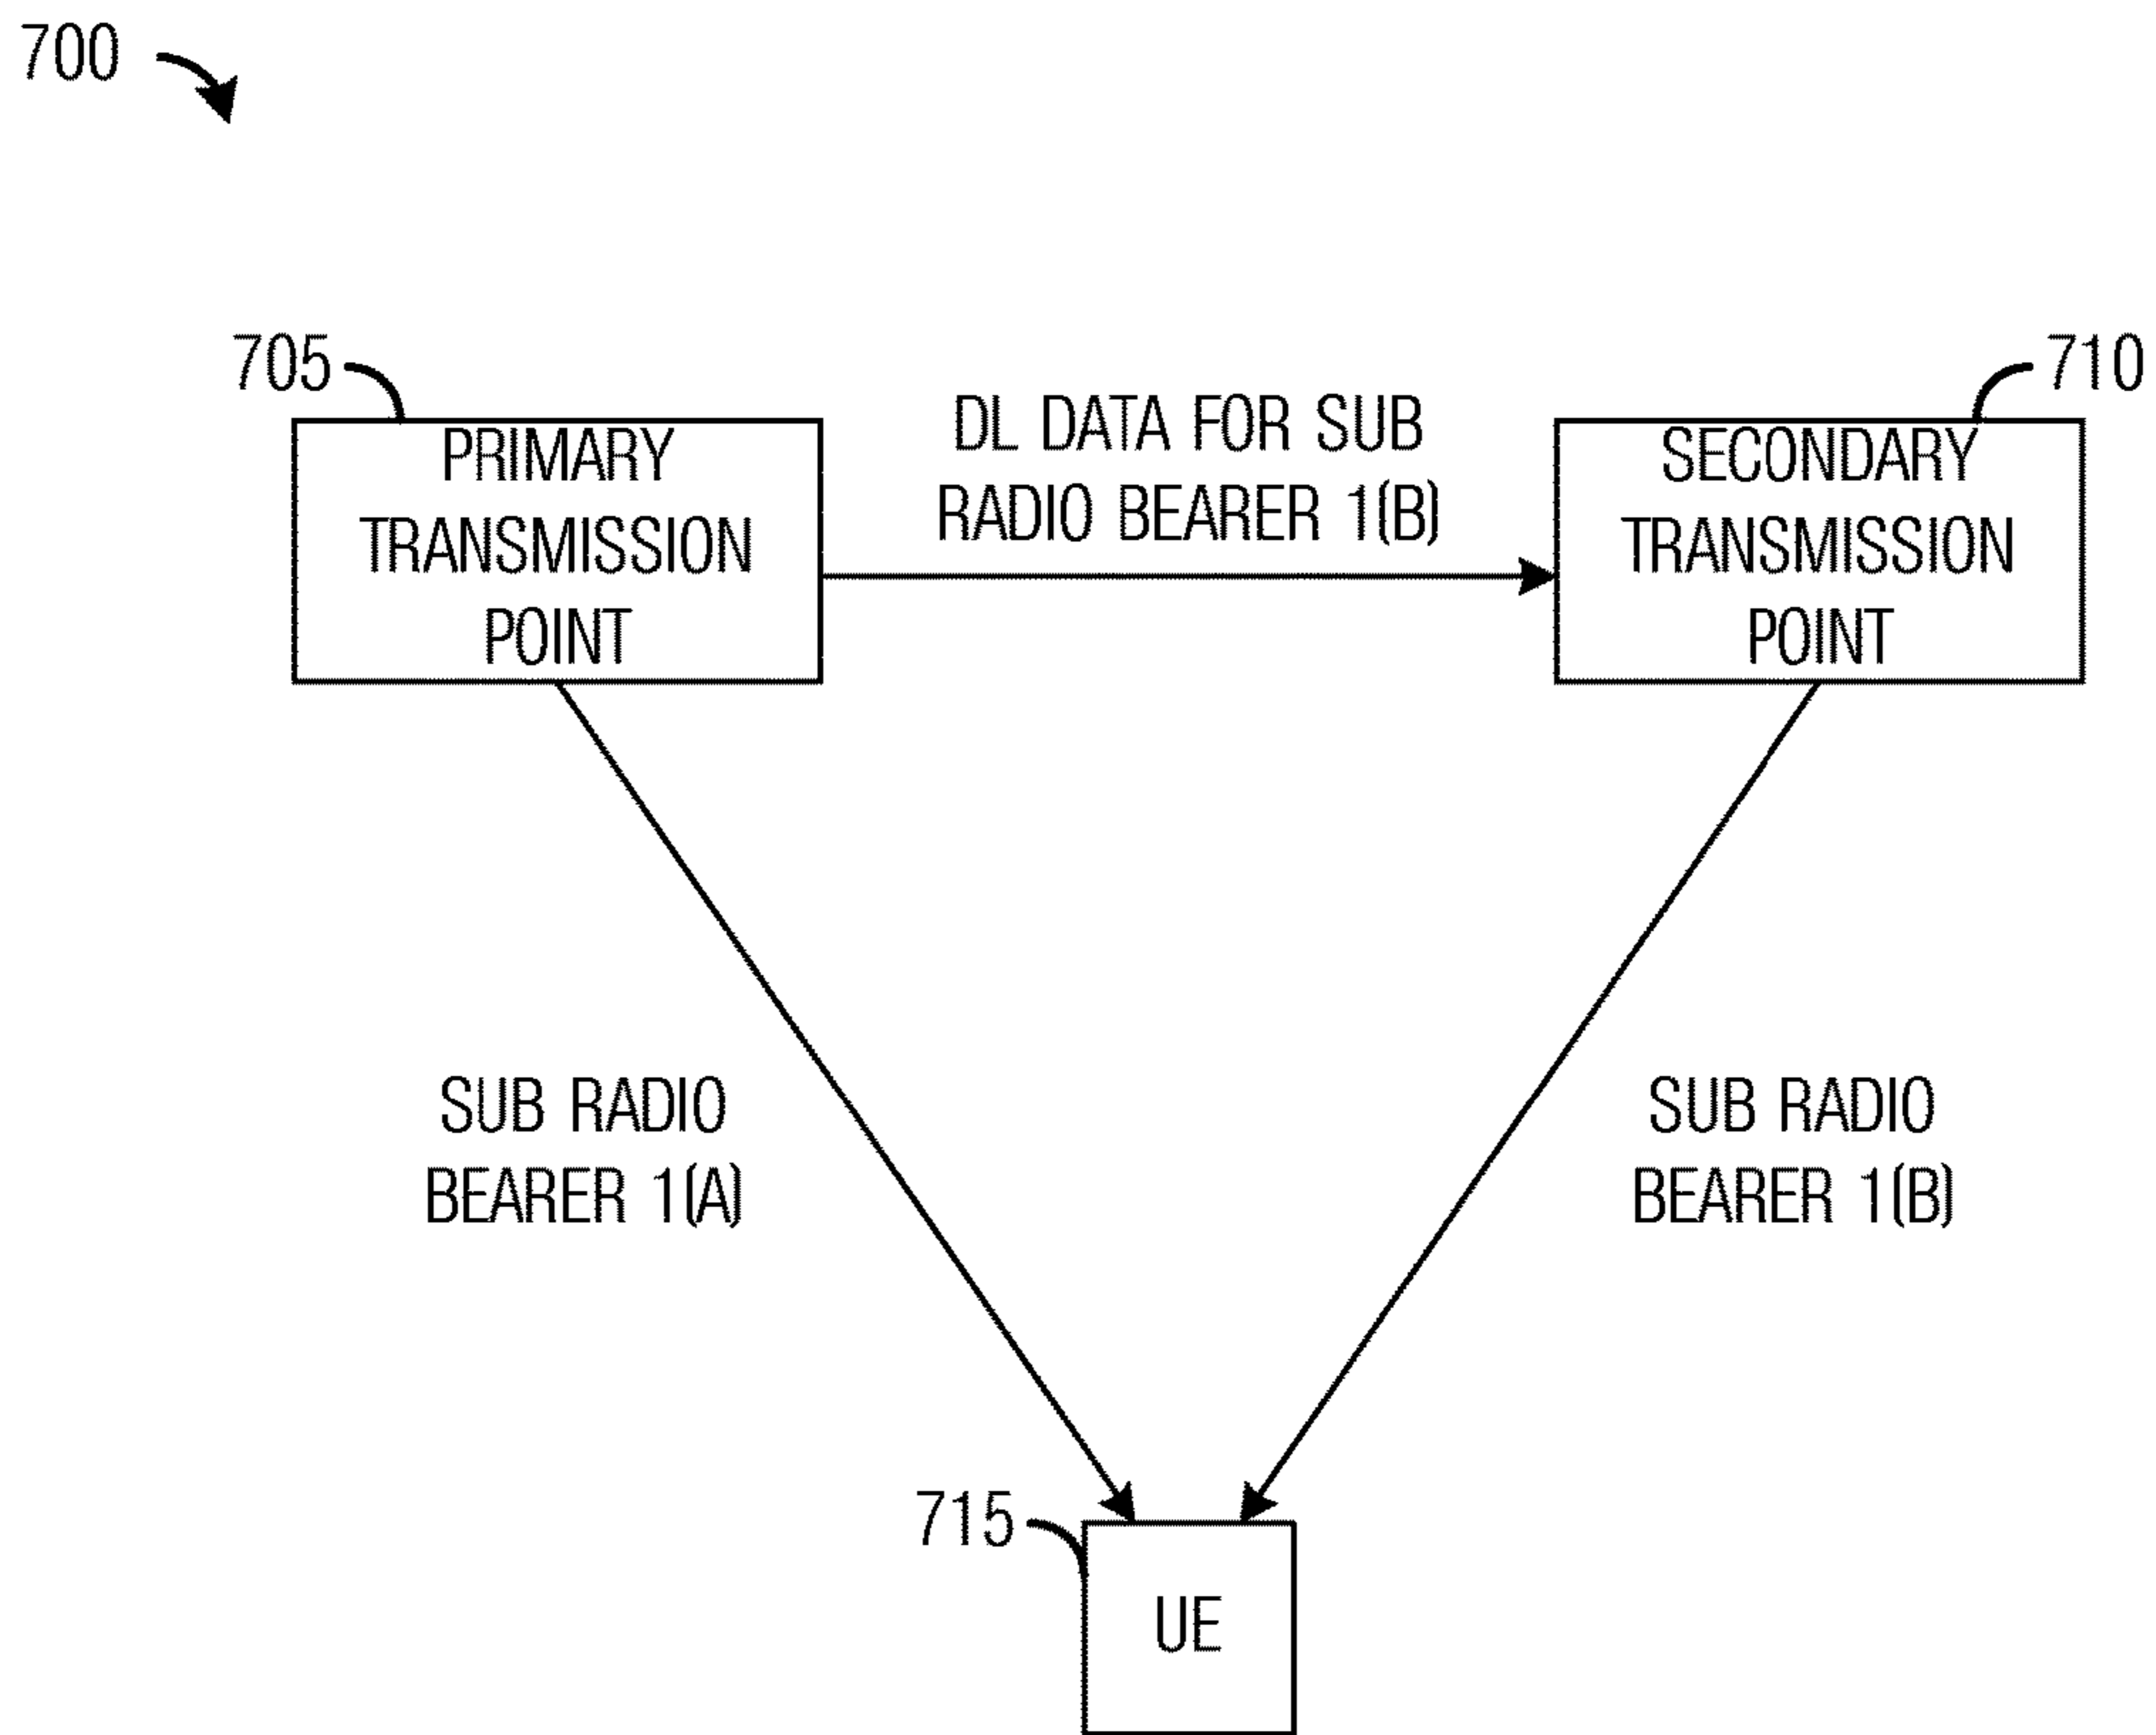 700
705
710
PRIMARY
TRANSMISSION
POINT
DL DATA FOR SUB
RADIO BEARER 1(B)
SECONDARY
TRANSMISSION
POINT
SUB RADIO
BEARER 1(A)
SUB RADIO
BEARER 1(B)
715
UE